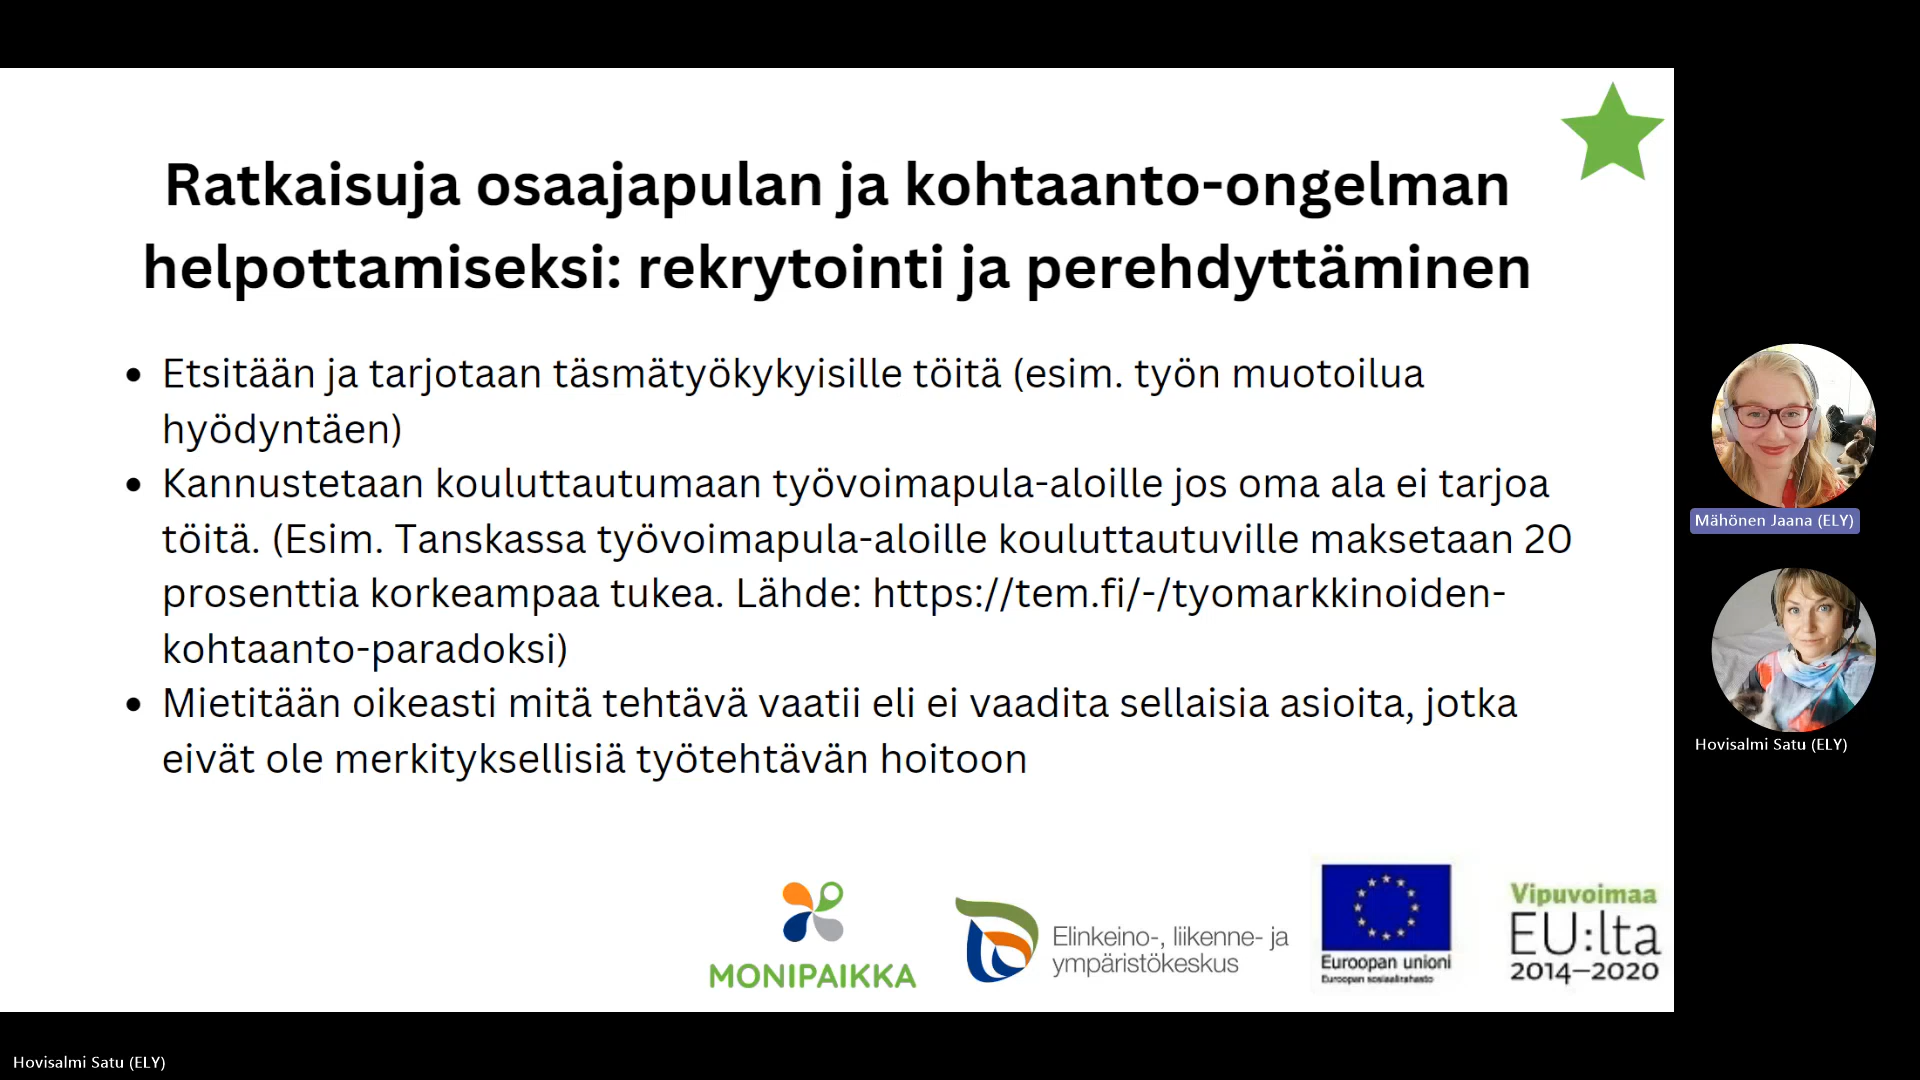 Ratkaisuja osaajapulan ja kohtaanto-ongelman
helpottamiseksi: rekrytointi ja perehdyttäminen
• Etsitään ja tarjotaan täsmätyökykyisille töitä (esim. työn muotoilua
hyödyntäen)
• Kannustetaan kouluttautumaan työvoimapula-aloille jos oma ala ei tarjoa
töitä. (Esim. Tanskassa työvoimapula-aloille kouluttautuville maksetaan 20
prosenttia korkeampaa tukea. Lähde: https://tem.fi/-/tyomarkkinoiden-
kohtaanto-paradoksi)
• Mietitään oikeasti mitä tehtävä vaatii eli ei vaadita sellaisia asioita, jotka
eivät ole merkityksellisiä työtehtävän hoitoon
MONIPAIKKA
Elinkeino-, liikenne- ja
ympäristökeskus
Euroopan unioni
Euroopan sosiaalirahasto
Vipuvoimaa
EU:lta
2014–2020
Mähönen Jaana (ELY)
Hovisalmi Satu (ELY)
Hovisalmi Satu (ELY)